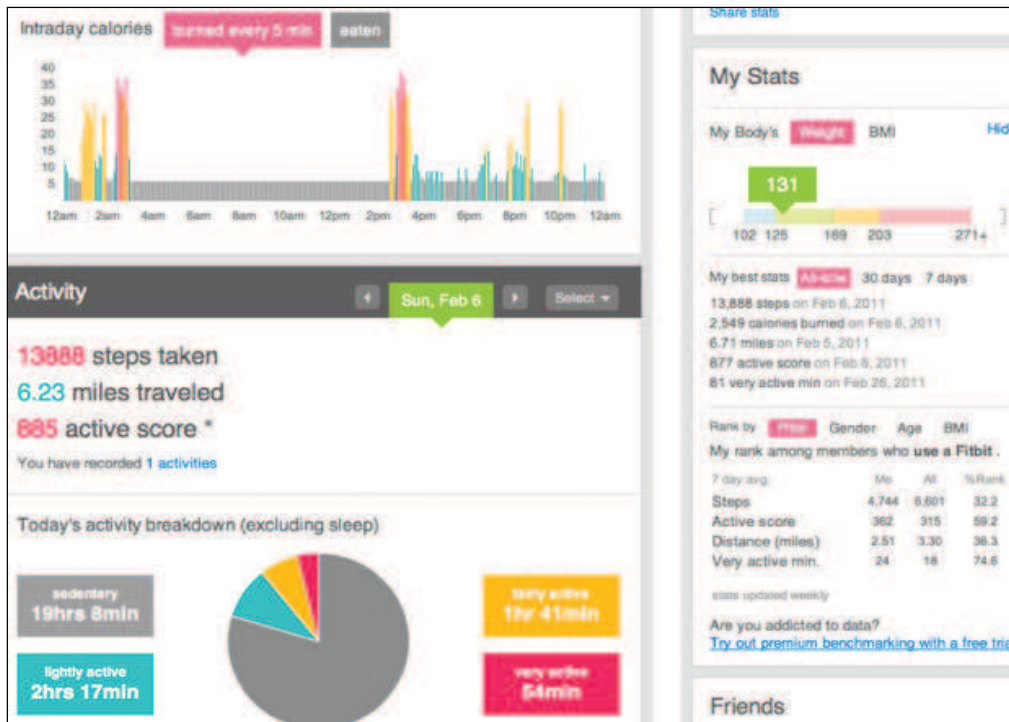 Intraday calories burned every 5 min eaten
40
35
30
25
20
15
10
5
12am 2am 4am 6am 8am 10am 12pm 2pm 4pm 6pm 8pm 10pm 12am
Activity Sun, Feb 6 Select
13888 steps taken
6.23 miles traveled
885 active score *
You have recorded 1 activities
Today's activity breakdown (excluding sleep)
sedentary
19hrs 8min
fairly active
1hr 41min
lightly active
2hrs 17min
very active
54min
Share stats
My Stats
My Body's Weight BMI Hid
131
102 125 169 203 271+
My best stats All-time 30 days 7 days
13,888 steps on Feb 6, 2011
2,549 calories burned on Feb 6, 2011
6.71 miles on Feb 5, 2011
877 active score on Feb 6, 2011
81 very active min on Feb 26, 2011
Rank by Gender Age BMI
My rank among members who use a Fitbit .
7 day avg. Me All %Rank
Steps 4,744 6,601 32.2
Active score 362 315 59.2
Distance (miles) 2.51 3.30 36.3
Very active min. 24 18 74.6
stats updated weekly
Are you addicted to data?
Try out premium benchmarking with a free tria
Friends